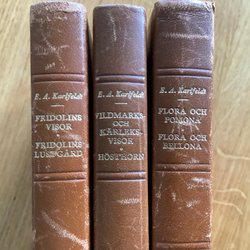 E. A. Karlfeldt
FRIDOLINS
VISOR
FRIDOLINS
LUSTGÅRD
E. A. Karlfeldt
VILDMARKS-
OCH
KÄRLEKS-
VISOR
HÖSTHORN
E. A. Karlfeldt
FLORA OCH
POMONA
FLORA OCH
BELLONA